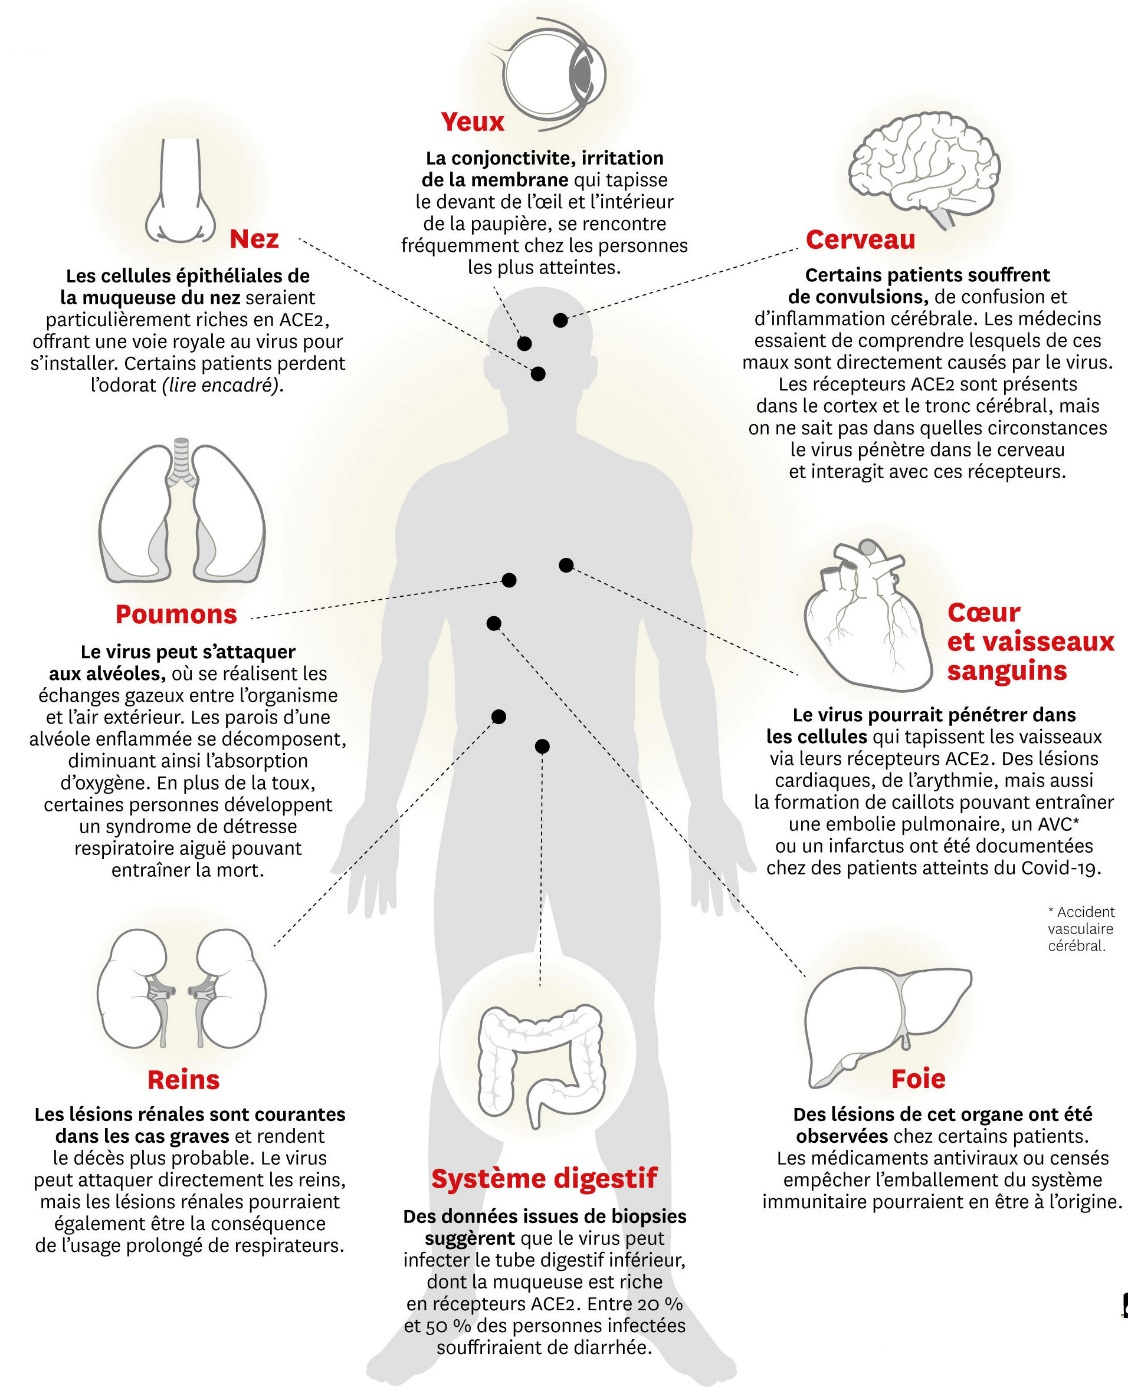 Yeux
La conjonctivite, irritation
de la membrane qui tapisse
le devant de l’œil et l’intérieur
de la paupière, se rencontre
fréquemment chez les personnes
les plus atteintes.
Nez
Les cellules épithéliales de
la muqueuse du nez seraient
particulièrement riches en ACE2,
offrant une voie royale au virus pour
s’installer. Certains patients perdent
l’odorat (lire encadré).
Cerveau
Certains patients souffrent
de convulsions, de confusion et
d’inflammation cérébrale. Les médecins
essaient de comprendre lesquels de ces
maux sont directement causés par le virus.
Les récepteurs ACE2 sont présents
dans le cortex et le tronc cérébral, mais
on ne sait pas dans quelles circonstances
le virus pénètre dans le cerveau
et interagit avec ces récepteurs.
Poumons
Le virus peut s’attaquer
aux alvéoles, où se réalisent les
échanges gazeux entre l’organisme
et l’air extérieur. Les parois d’une
alvéole enflammée se décomposent,
diminuant ainsi l’absorption
d’oxygène. En plus de la toux,
certaines personnes développent
un syndrome de détresse
respiratoire aiguë pouvant
entraîner la mort.
Cœur
et vaisseaux
sanguins
Le virus pourrait pénétrer dans
les cellules qui tapissent les vaisseaux
via leurs récepteurs ACE2. Des lésions
cardiaques, de l’arythmie, mais aussi
la formation de caillots pouvant entraîner
une embolie pulmonaire, un AVC*
ou un infarctus ont été documentées
chez des patients atteints du Covid-19.
* Accident
vasculaire
cérébral.
Reins
Les lésions rénales sont courantes
dans les cas graves et rendent
le décès plus probable. Le virus
peut attaquer directement les reins,
mais les lésions rénales pourraient
également être la conséquence
de l’usage prolongé de respirateurs.
Système digestif
Des données issues de biopsies
suggèrent que le virus peut
infecter le tube digestif inférieur,
dont la muqueuse est riche
en récepteurs ACE2. Entre 20 %
et 50 % des personnes infectées
souffriraient de diarrhée.
Foie
Des lésions de cet organe ont été
observées chez certains patients.
Les médicaments antiviraux ou censés
empêcher l’emballement du système
immunitaire pourraient en être à l’origine.